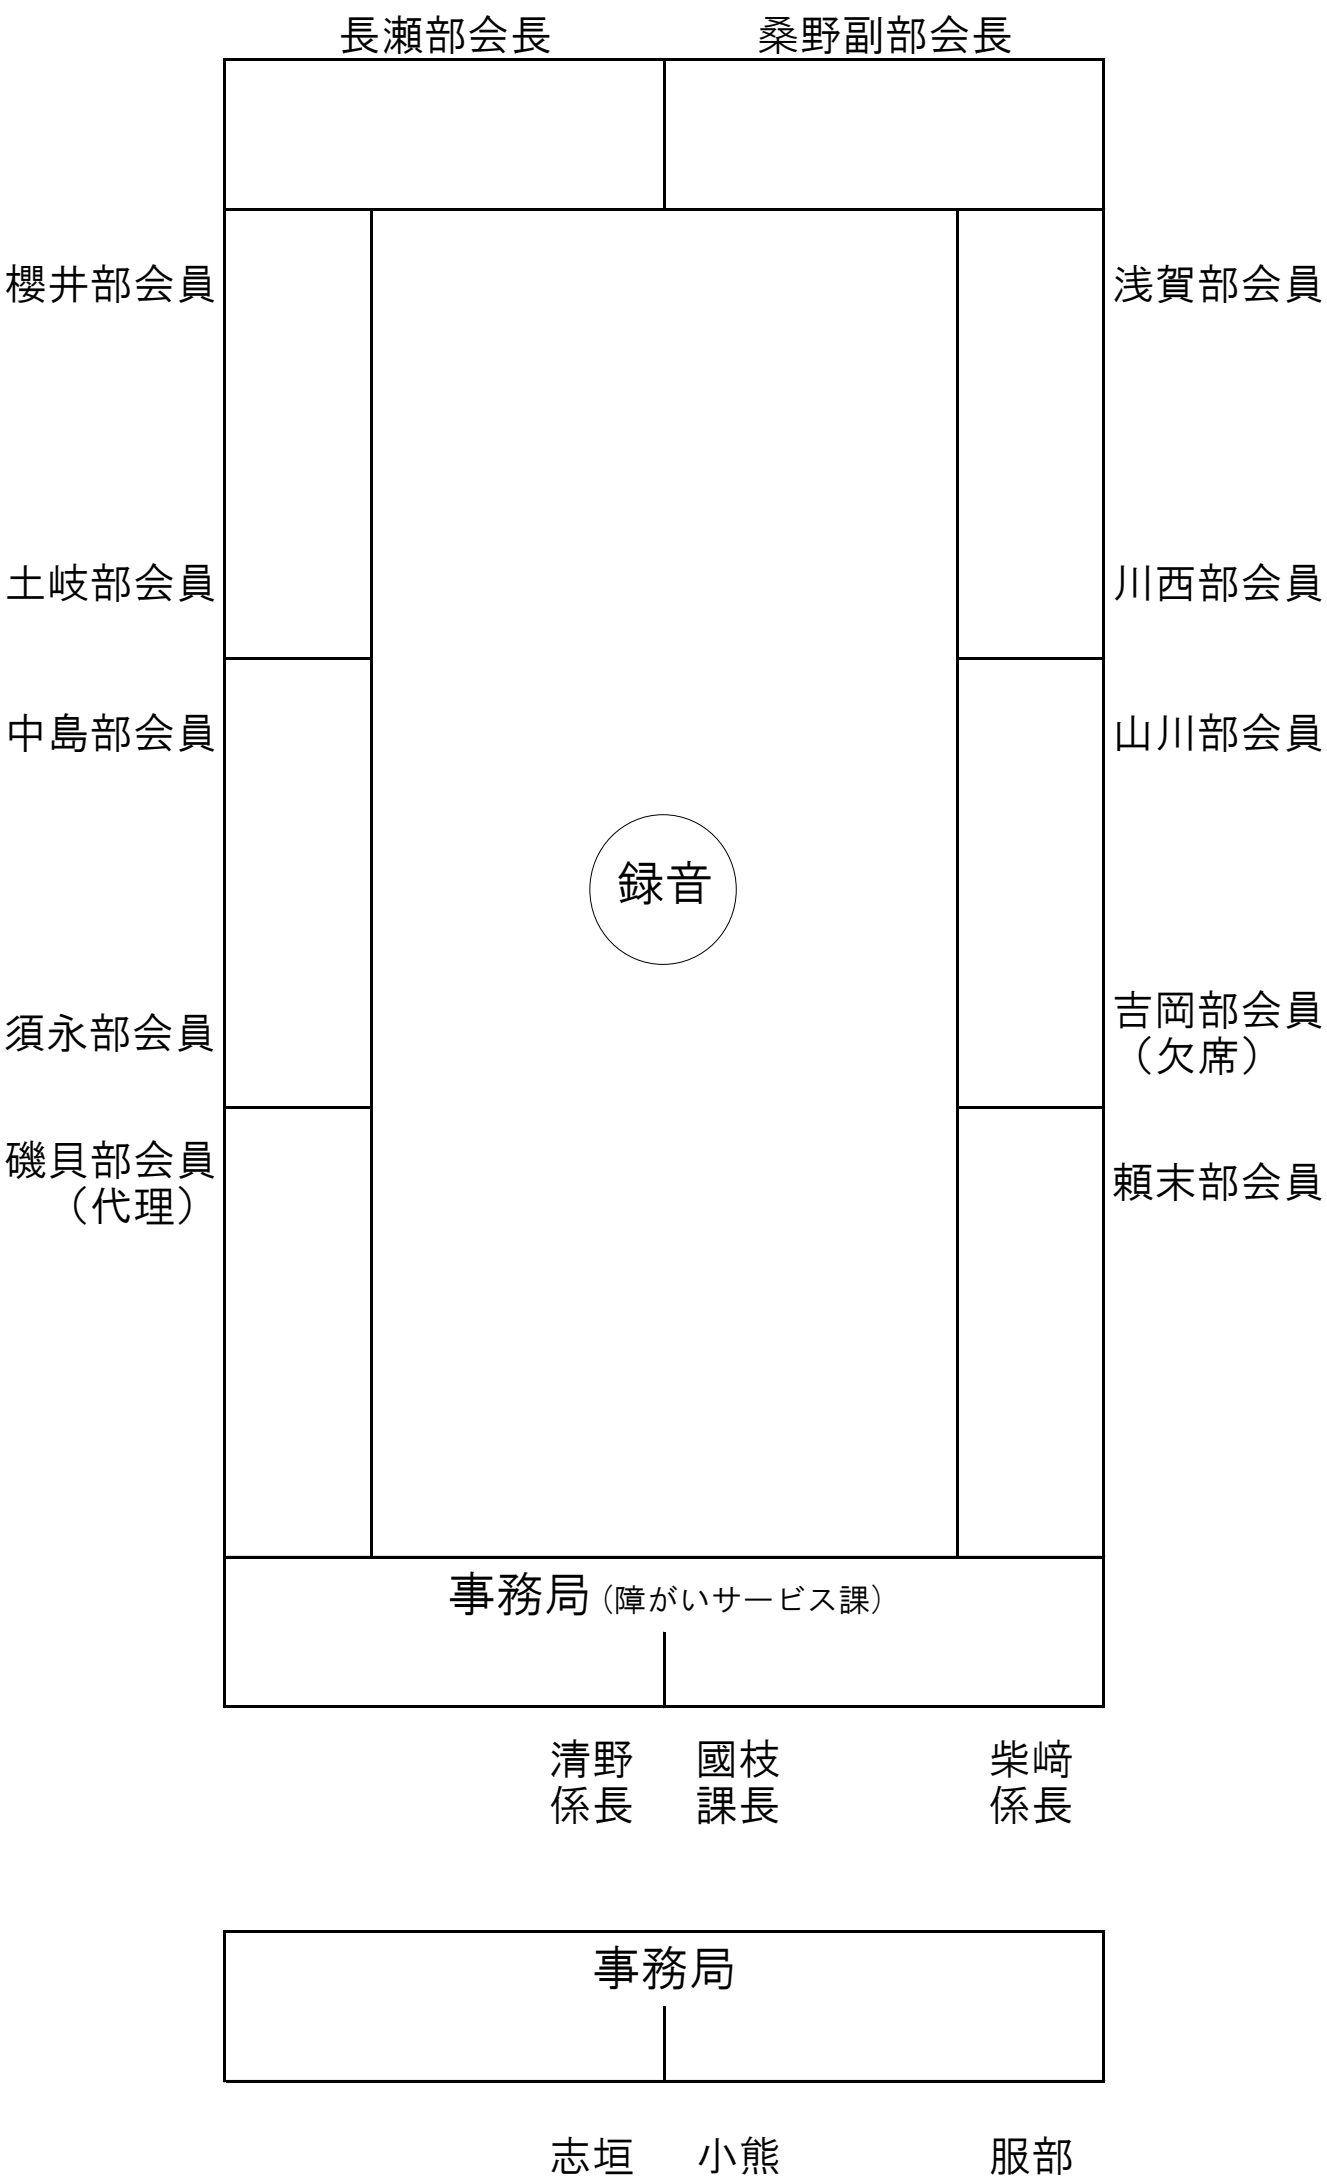 長瀬部会長 桑野副部会長
櫻井部会員 浅賀部会員
土岐部会員 川西部会員
中島部会員 山川部会員
録音
須永部会員
吉岡部会員
（欠席）
磯貝部会員
（代理）
頼末部会員
事務局（障がいサービス課）
清野 國枝 柴﨑
係長 課長 係長
事務局
志垣 小熊 服部